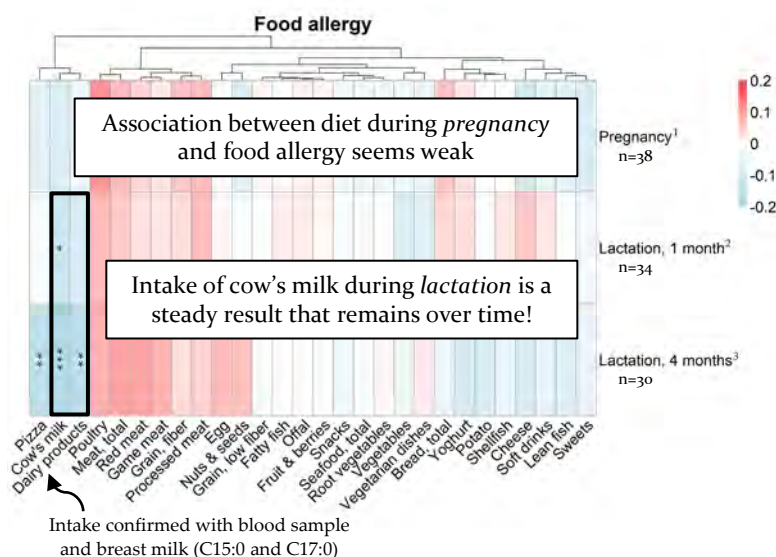 Food allergy
0.2
0.1
0
-0.1
-0.2
Association between diet during pregnancy
and food allergy seems weak
Pregnancy¹
n=38
*
Lactation, 1 month²
n=34
Intake of cow's milk during lactation is a
steady result that remains over time!
**
***
**
Lactation, 4 months³
n=30
Pizza
Cow's milk
Dairy products
Poultry
Meat, total
Red meat
Game meat
Grain, fiber
Processed meat
Egg
Nuts & seeds
Grain, low fiber
Fatty fish
Offal
Fruit & berries
Snacks
Seafood, total
Root vegetables
Vegetables
Vegetarian dishes
Bread, total
Yoghurt
Potato
Shellfish
Cheese
Soft drinks
Lean fish
Sweets
Intake confirmed with blood sample
and breast milk (C15:0 and C17:0)